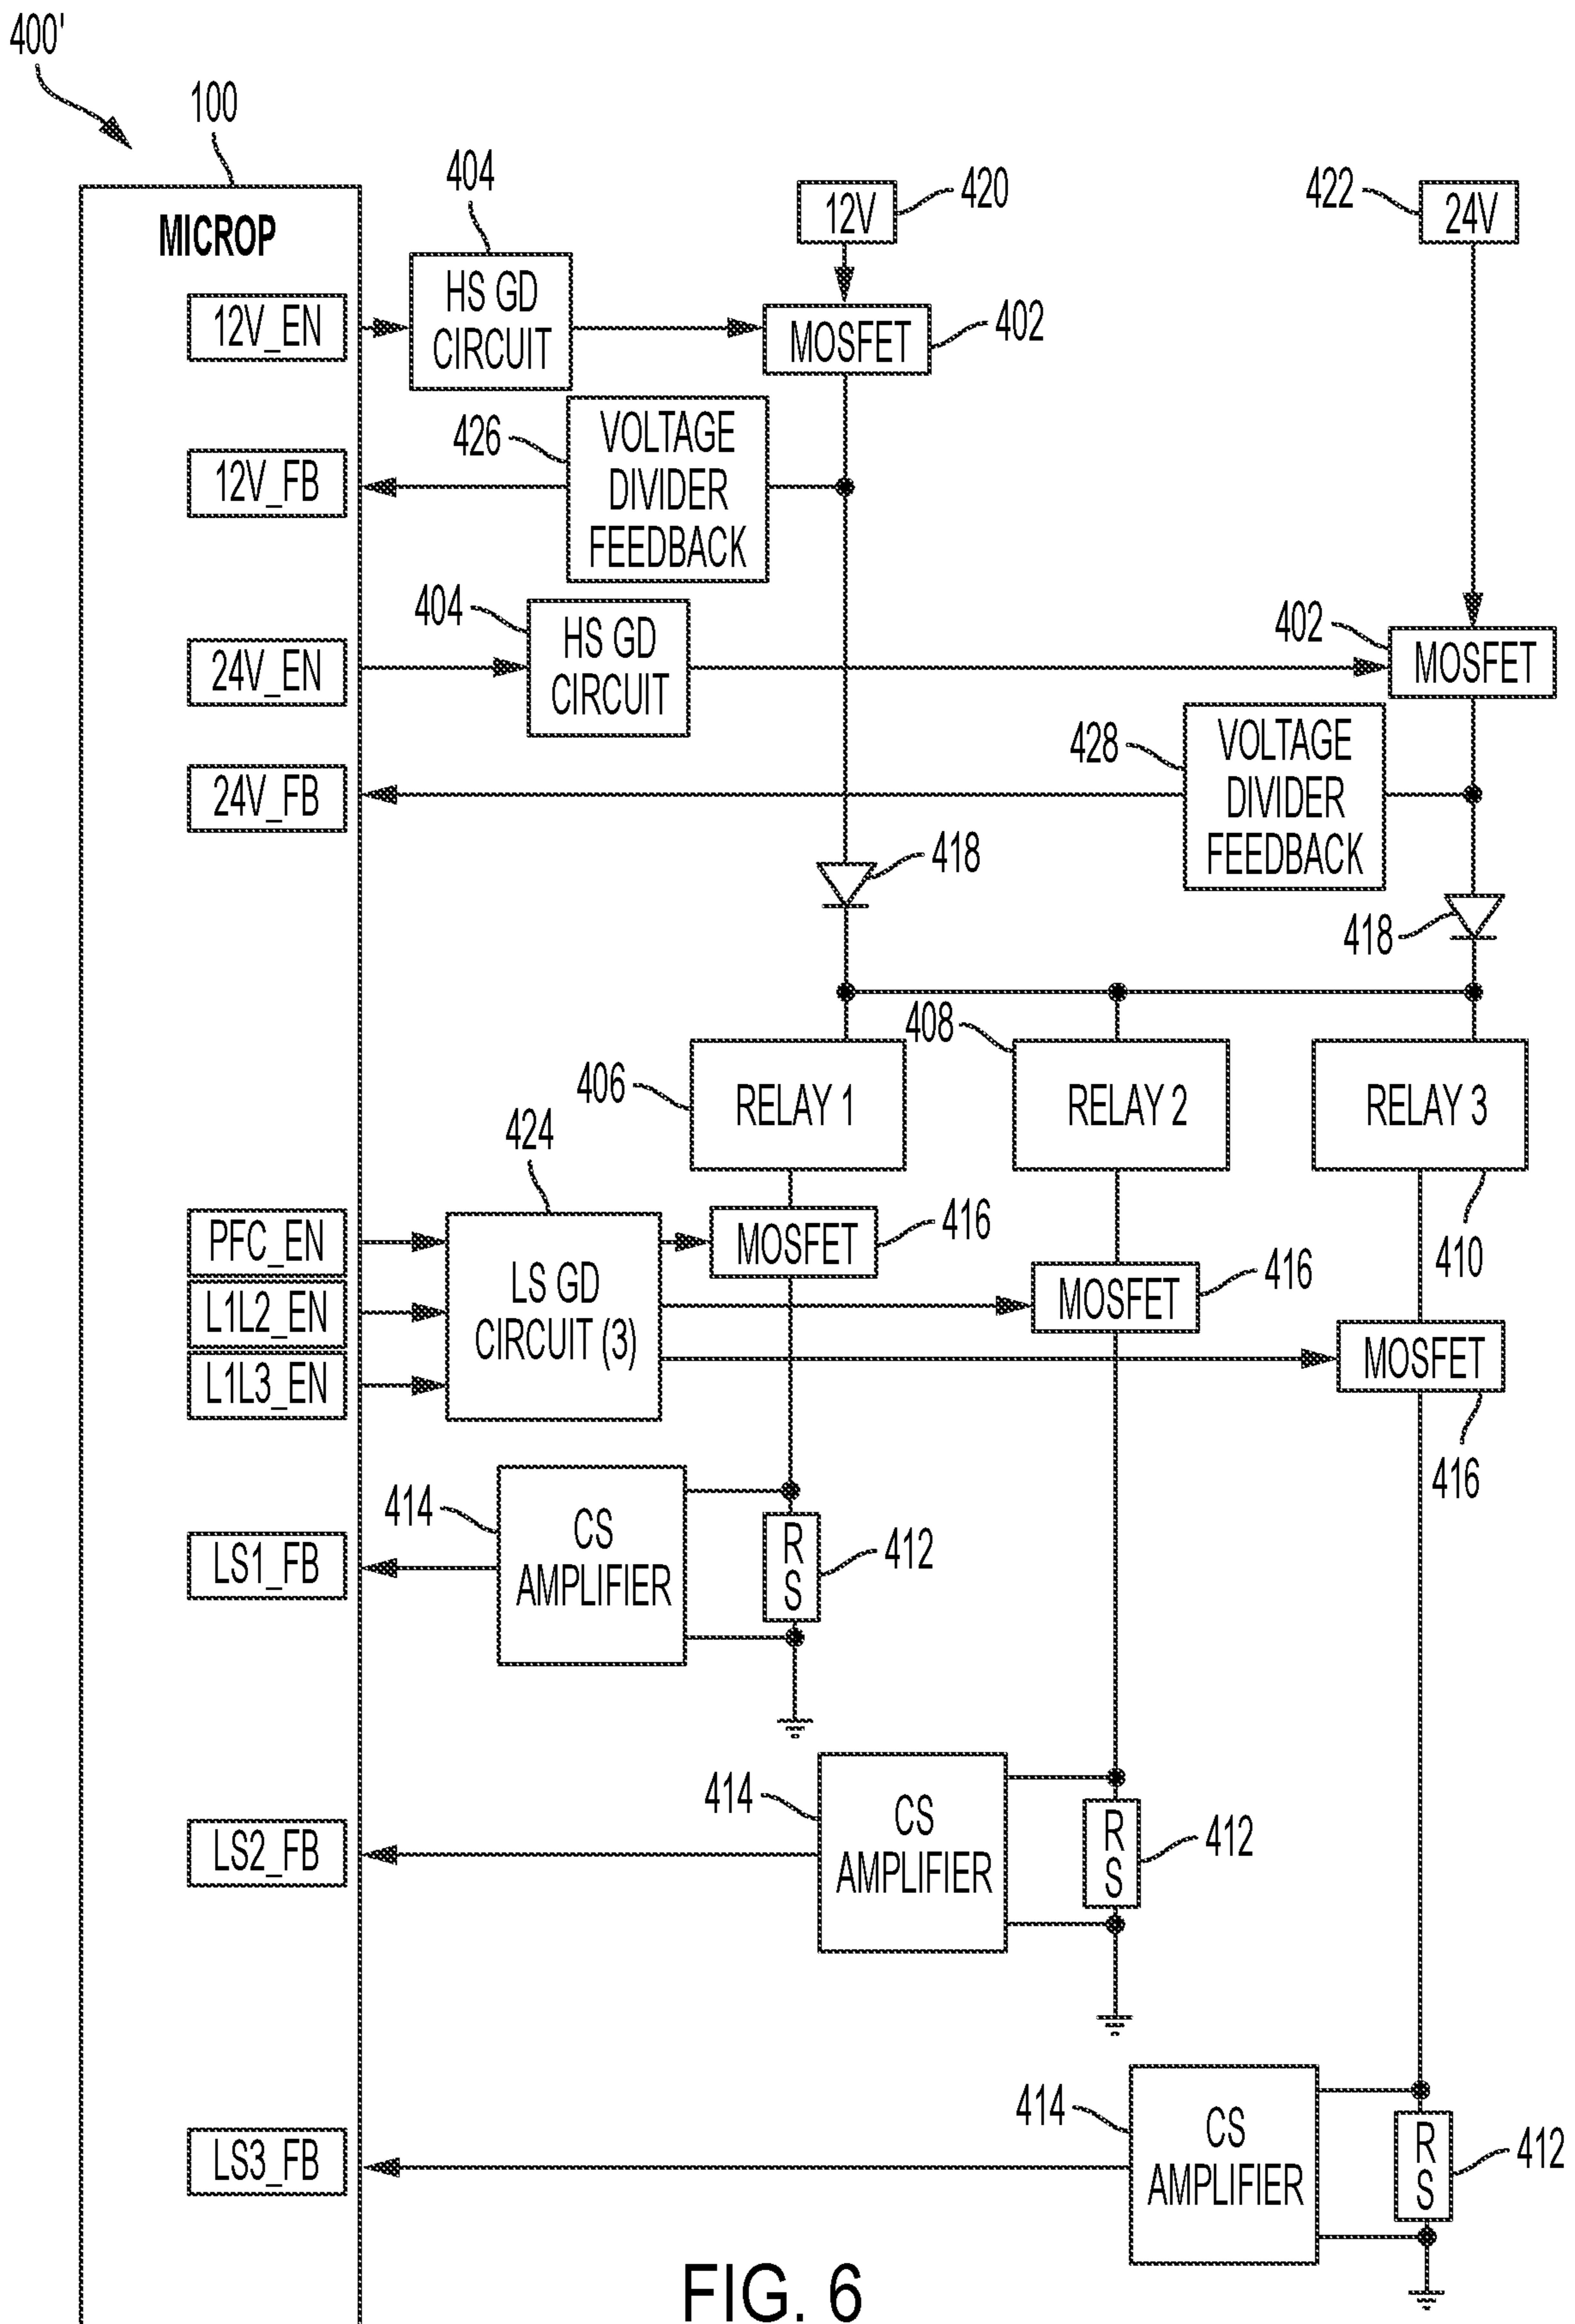 400'
100
MICROP
404
HS GD
CIRCUIT
12V
420
422
24V
12V_EN
MOSFET
402
426
VOLTAGE
DIVIDER
FEEDBACK
12V_FB
404
HS GD
CIRCUIT
402
MOSFET
24V_EN
428
VOLTAGE
DIVIDER
FEEDBACK
24V_FB
418
418
406
RELAY 1
408
RELAY 2
RELAY 3
410
424
PFC_EN
L1L2_EN
L1L3_EN
LS GD
CIRCUIT (3)
MOSFET
416
MOSFET
416
MOSFET
416
414
CS
AMPLIFIER
R
S
412
LS1_FB
414
CS
AMPLIFIER
R
S
412
LS2_FB
414
CS
AMPLIFIER
R
S
412
LS3_FB
FIG. 6